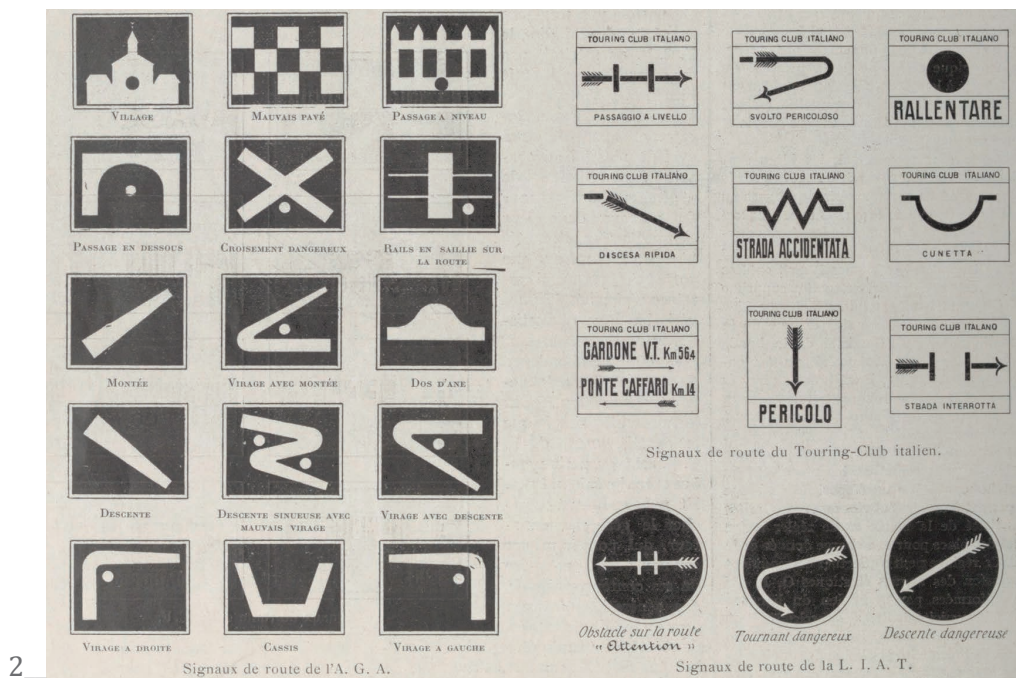 VILLAGE
MAUVAIS PAVÉ
PASSAGE A NIVEAU
PASSAGE EN DESSOUS
CROISEMENT DANGEREUX
RAILS EN SAILLIE SUR
LA ROUTE
MONTÉE
VIRAGE AVEC MONTÉE
DOS D'ANE
DESCENTE
DESCENTE SINUEUSE AVEC
MAUVAIS VIRAGE
VIRAGE AVEC DESCENTE
VIRAGE A DROITE
CASSIS
VIRAGE A GAUCHE
Signaux de route de l'A. G. A.
TOURING CLUB ITALIANO
PASSAGGIO A LIVELLO
TOURING CLUB ITALIANO
SVOLTO PERICOLOSO
TOURING CLUB ITALIANO
RALLENTARE
TOURING CLUB ITALIANO
DISCESA RIPIDA
TOURING CLUB ITALIANO
STRADA ACCIDENTATA
TOURING CLUB ITALIANO
CUNETTA
TOURING CLUB ITALIANO
GARDONE V.T. Km 56,4
PONTE CAFFARO Km 14
TOURING CLUB ITALIANO
PERICOLO
TOURING CLUB ITALIANO
STRADA INTERROTTA
Signaux de route du Touring-Club italien.
Obstacle sur la route
"Attention"
Tournant dangereux
Descente dangereuse
Signaux de route de la L. I. A. T.
2